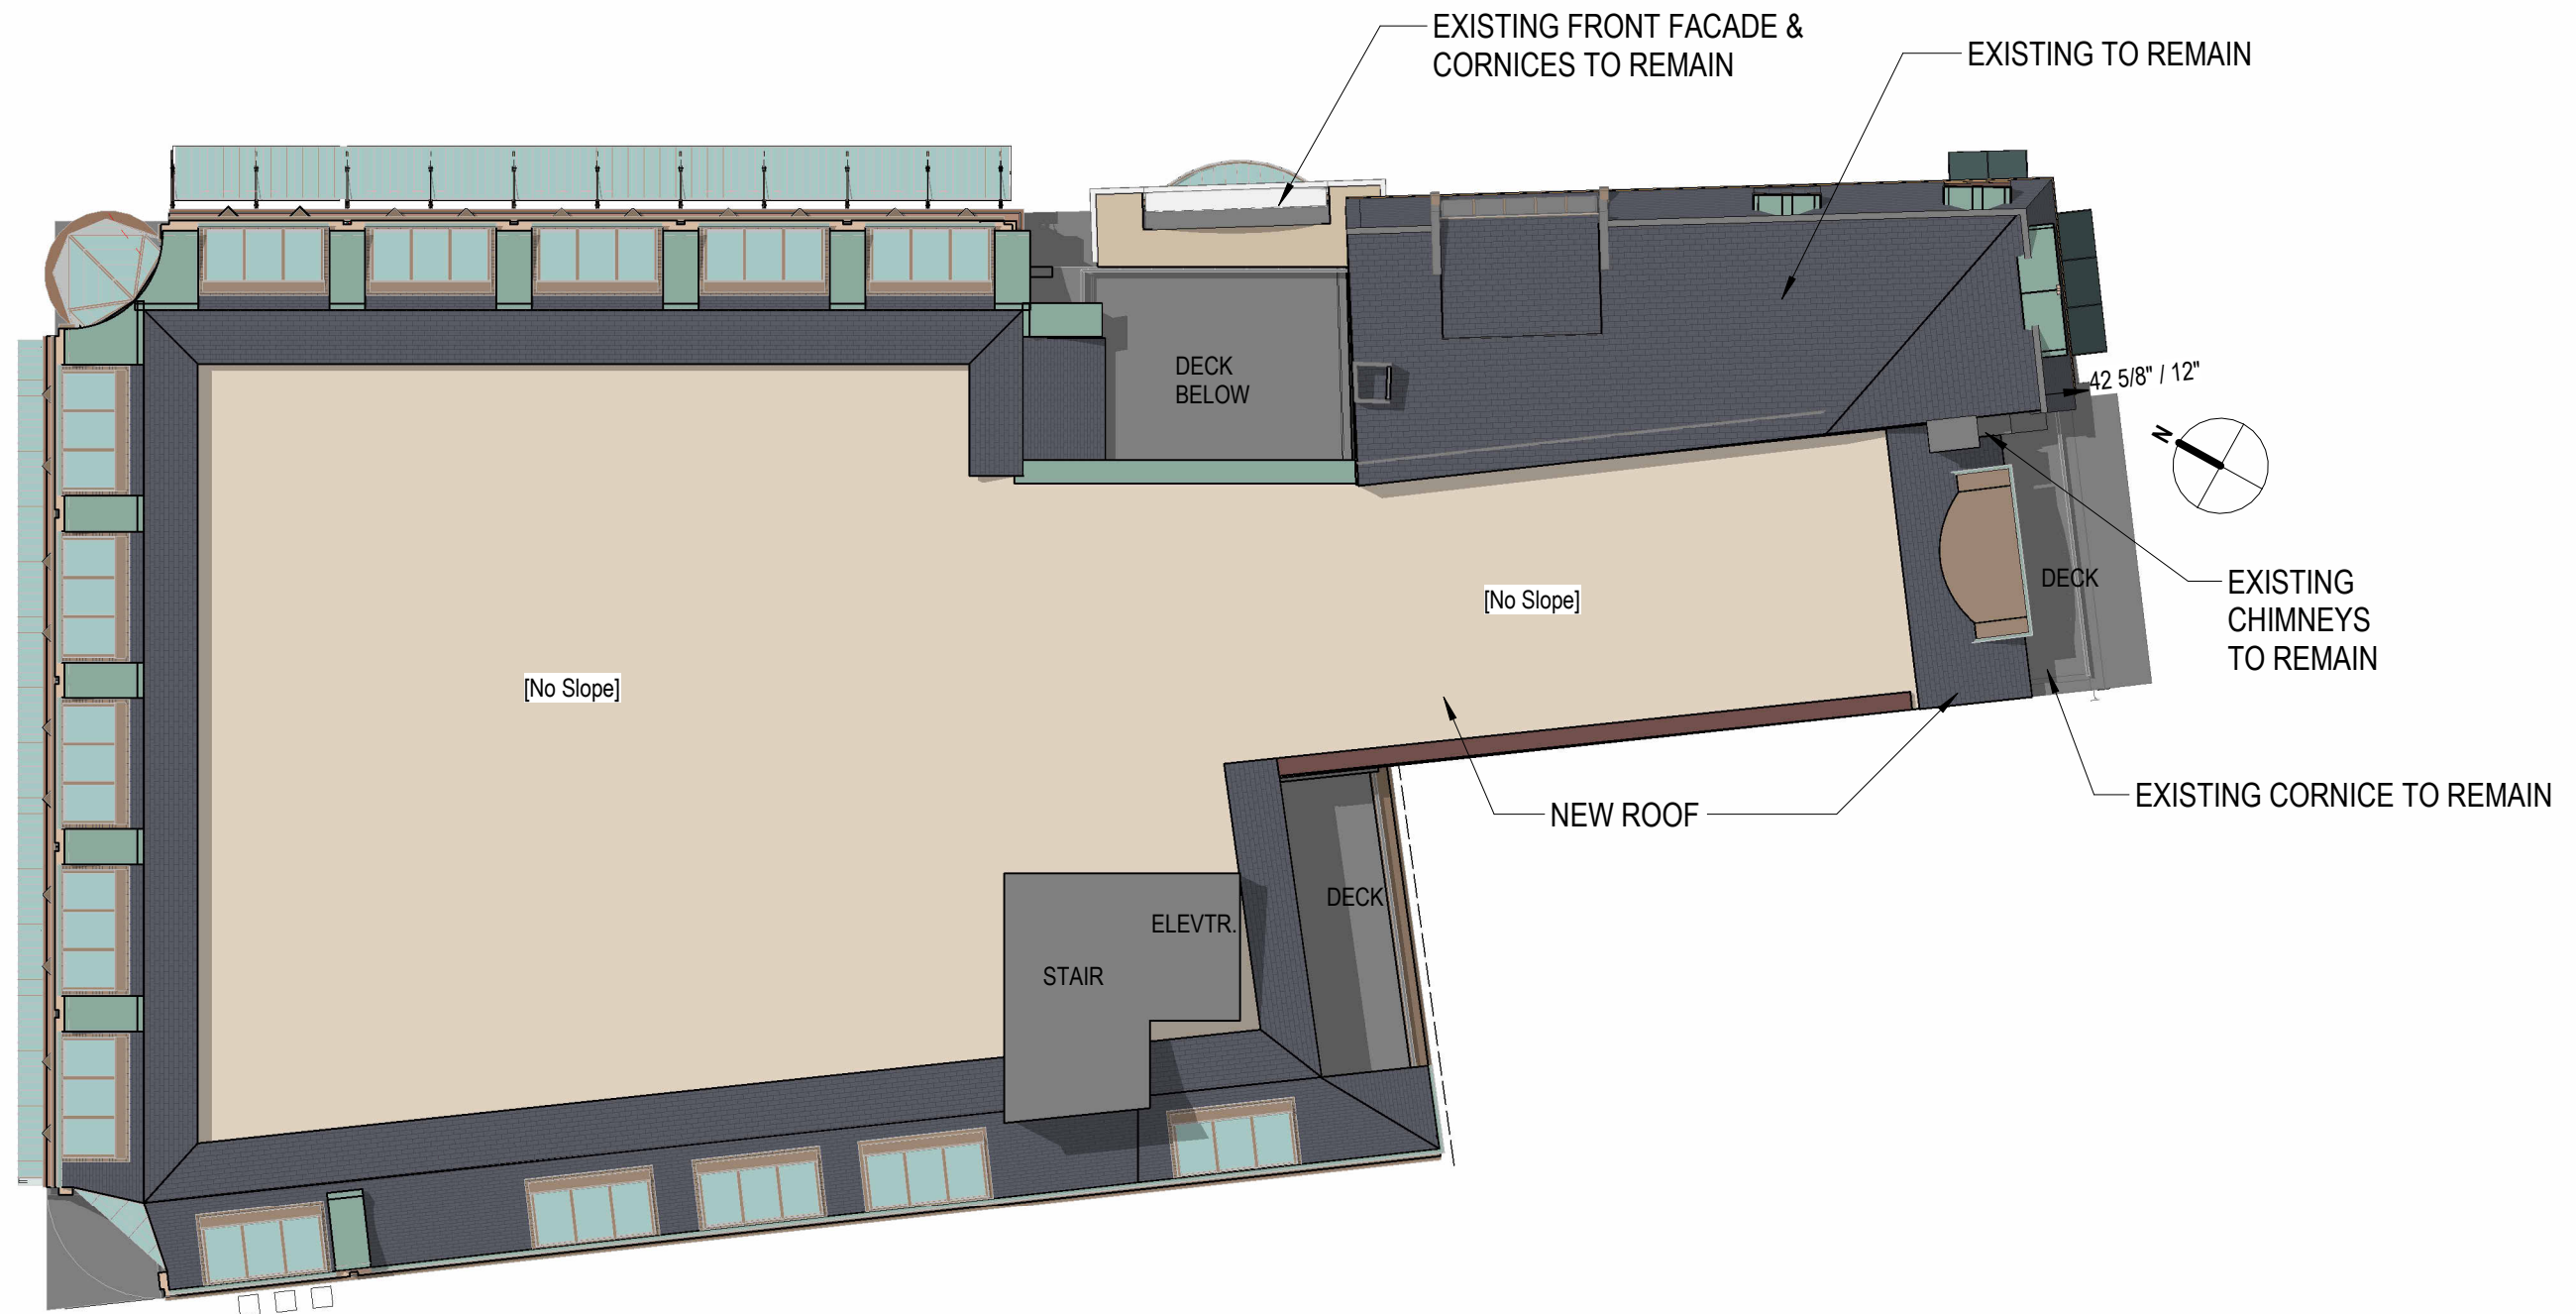 EXISTING FRONT FACADE &
CORNICES TO REMAIN
EXISTING TO REMAIN
DECK
BELOW
42 5/8" / 12"
N
[No Slope]
DECK
EXISTING
CHIMNEYS
TO REMAIN
[No Slope]
NEW ROOF
EXISTING CORNICE TO REMAIN
DECK
ELEVTR.
STAIR